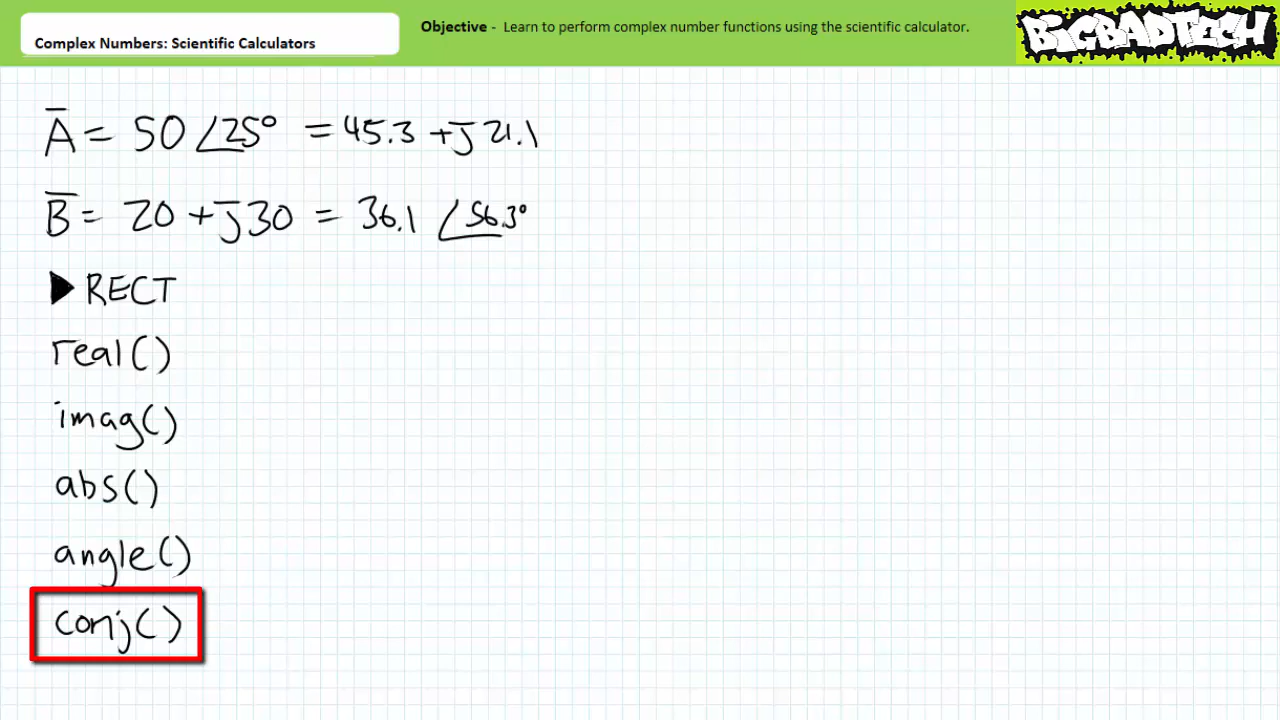 Complex Numbers: Scientific Calculators
Objective - Learn to perform complex number functions using the scientific calculator.
BIGBADTECH
A̅ = 50 ∠25° = 45.3 + j21.1
B̅ = 20 + j30 = 36.1 ∠56.3°
▶ RECT
real()
imag()
abs()
angle()
conj()